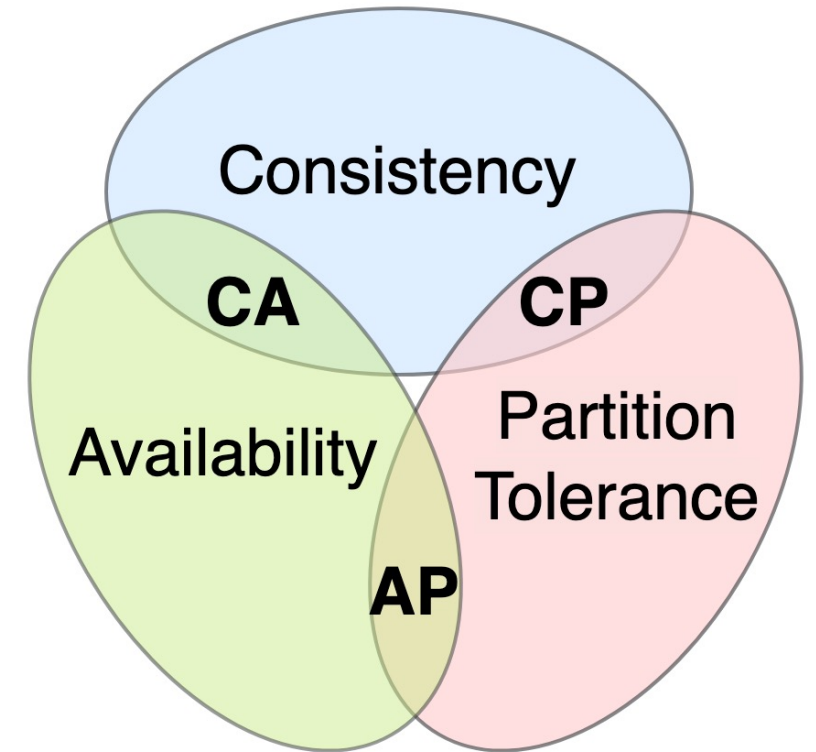 Consistency
CA
CP
Availability
Partition
Tolerance
AP